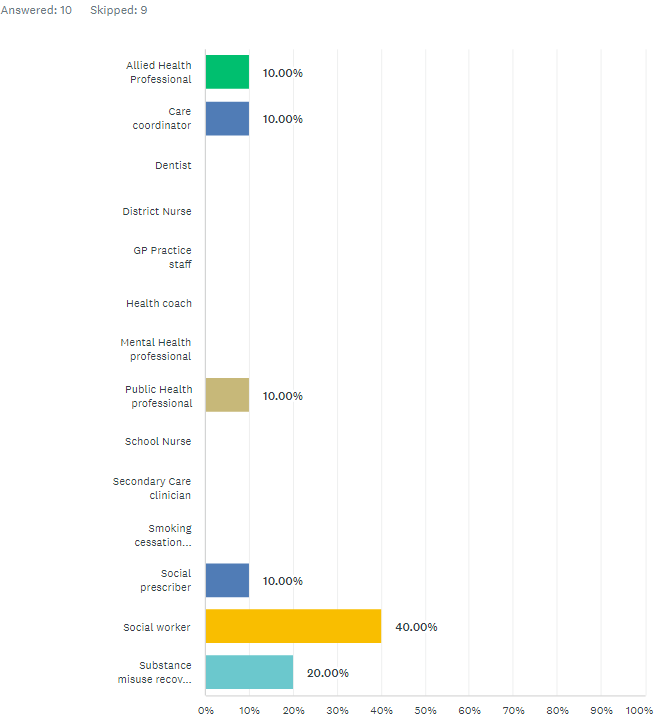 Answered: 10 Skipped: 9
Allied Health
Professional
10.00%
Care
coordinator
10.00%
Dentist
District Nurse
GP Practice
staff
Health coach
Mental Health
professional
Public Health
professional
10.00%
School Nurse
Secondary Care
clinician
Smoking
cessation...
Social
prescriber
10.00%
Social worker
40.00%
Substance
misuse recov...
20.00%
0% 10% 20% 30% 40% 50% 60% 70% 80% 90% 100%